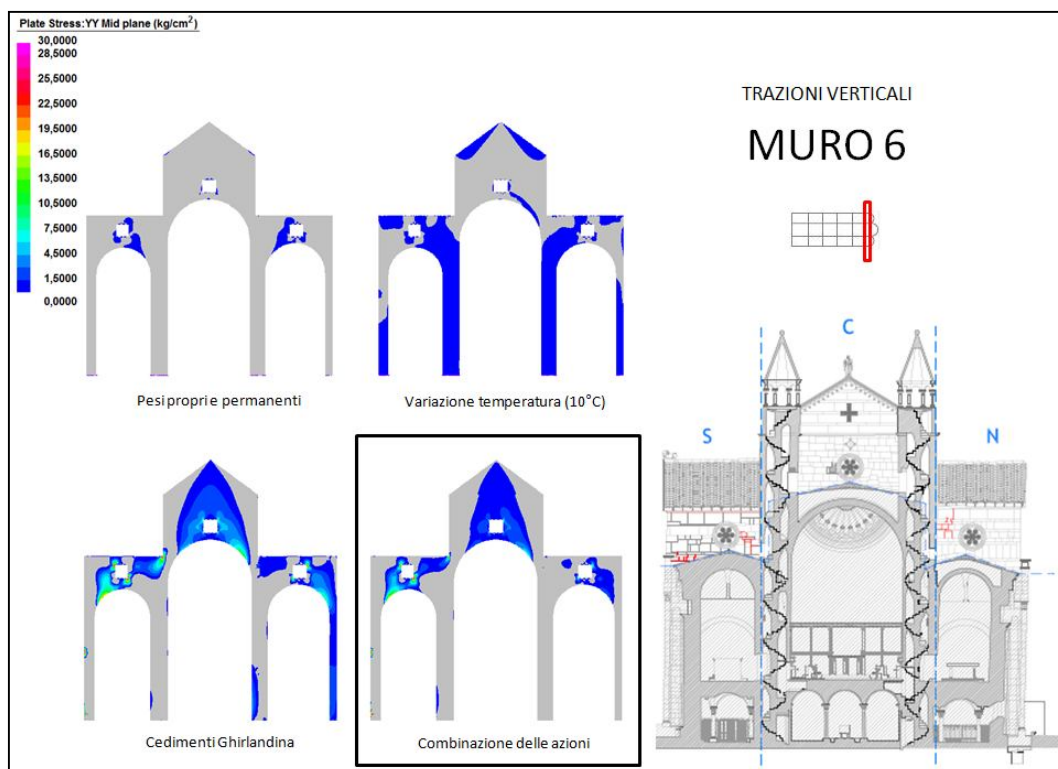 Plate Stress:YY Mid plane (kg/cm²)
30,0000
28,5000
25,5000
22,5000
19,5000
16,5000
13,5000
10,5000
7,5000
4,5000
1,5000
0,0000
TRAZIONI VERTICALI
MURO 6
Pesi propri e permanenti
Variazione temperatura (10°C)
C
S
N
Cedimenti Ghirlandina
Combinazione delle azioni